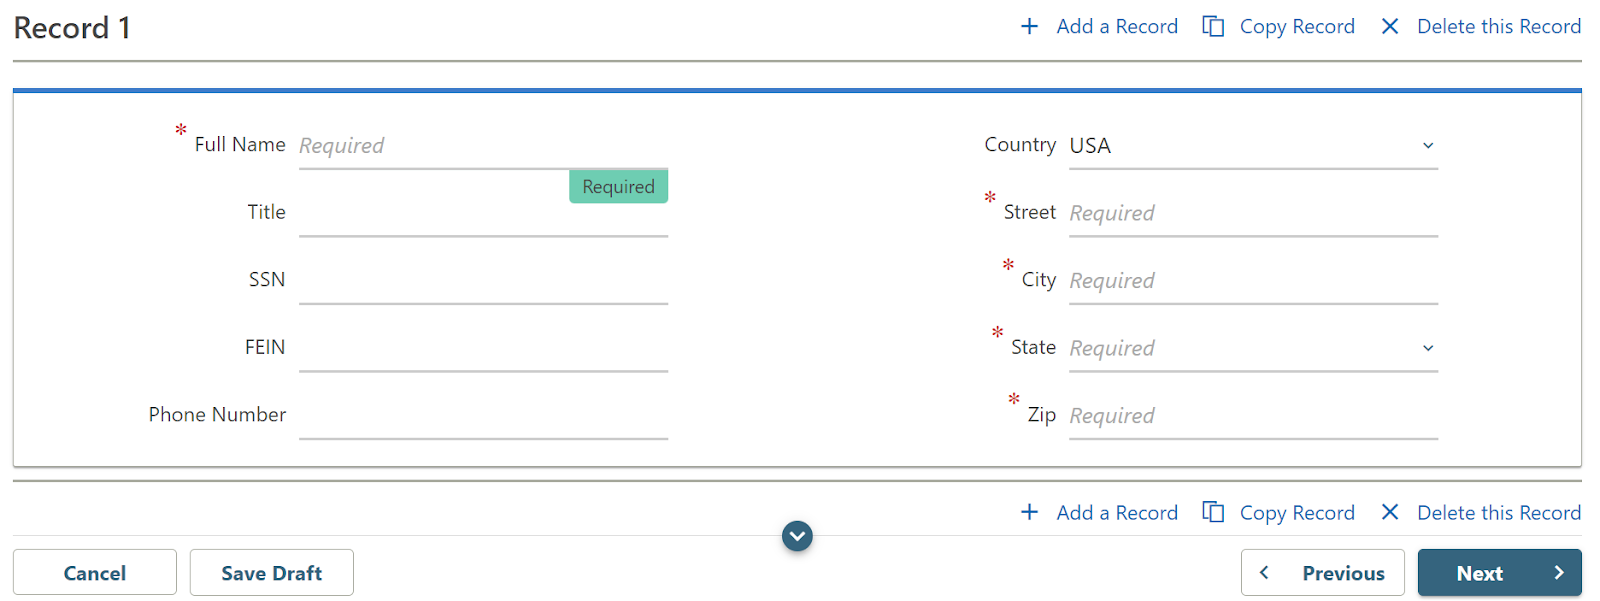 Record 1
+ Add a Record Copy Record × Delete this Record
* Full Name Required
Required
Title
SSN
FEIN
Phone Number
Country USA
* Street Required
* City Required
* State Required
* Zip Required
+ Add a Record Copy Record × Delete this Record
Cancel Save Draft < Previous Next >